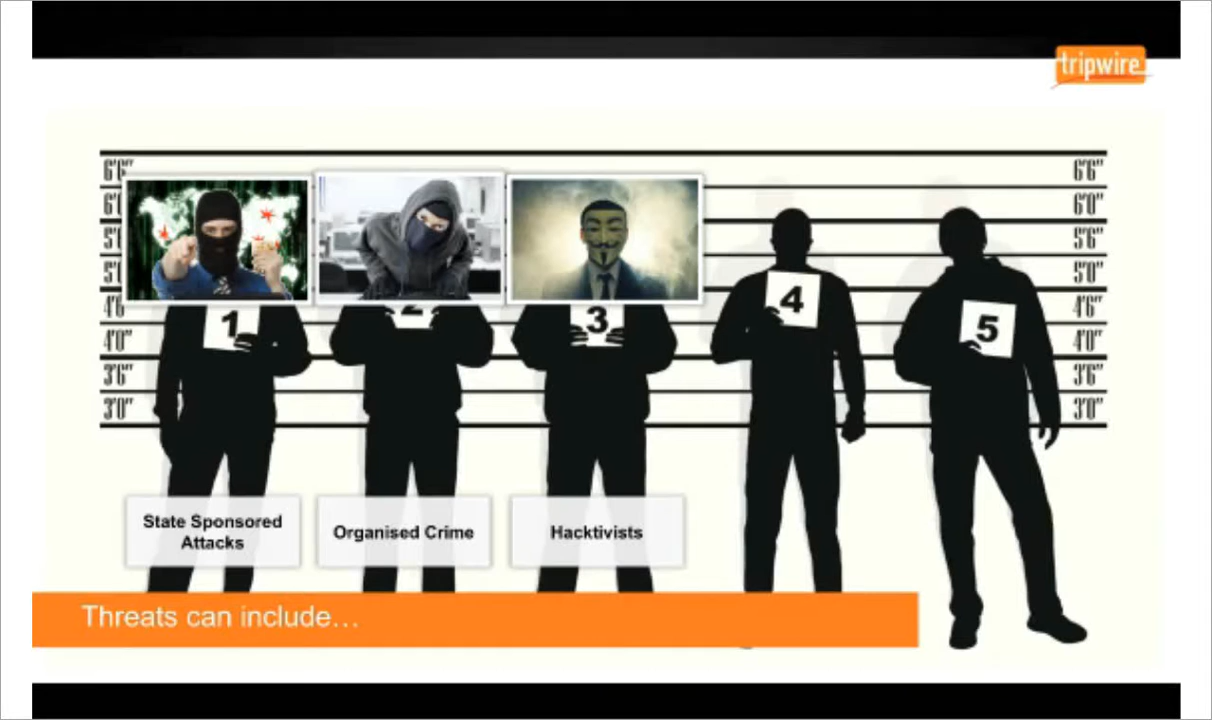 tripwire
6'6" 6'6"
6'0 6'0"
5' 5'6"
5'0 5'0"
4'6 4'6"
4'0" 4'0"
3'6" 3'6"
3'0" 3'0"
1
2
3
4
5
State Sponsored
Attacks
Organised Crime
Hacktivists
Threats can include…